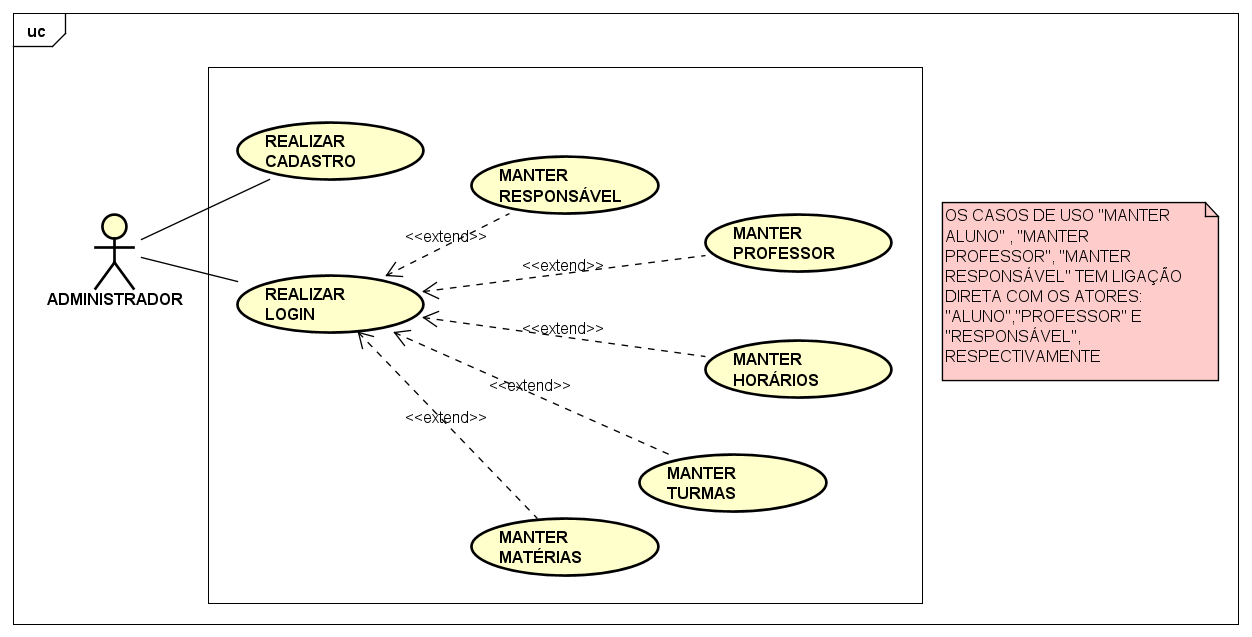 uc
REALIZAR
CADASTRO
MANTER
RESPONSÁVEL
<<extend>>
MANTER
PROFESSOR
<<extend>>
ADMINISTRADOR
REALIZAR
LOGIN
<<extend>>
MANTER
HORÁRIOS
<<extend>>
<<extend>>
MANTER
TURMAS
MANTER
MATÉRIAS
OS CASOS DE USO "MANTER
ALUNO" , "MANTER
PROFESSOR", "MANTER
RESPONSÁVEL" TEM LIGAÇÃO
DIRETA COM OS ATORES:
"ALUNO","PROFESSOR" E
"RESPONSÁVEL",
RESPECTIVAMENTE